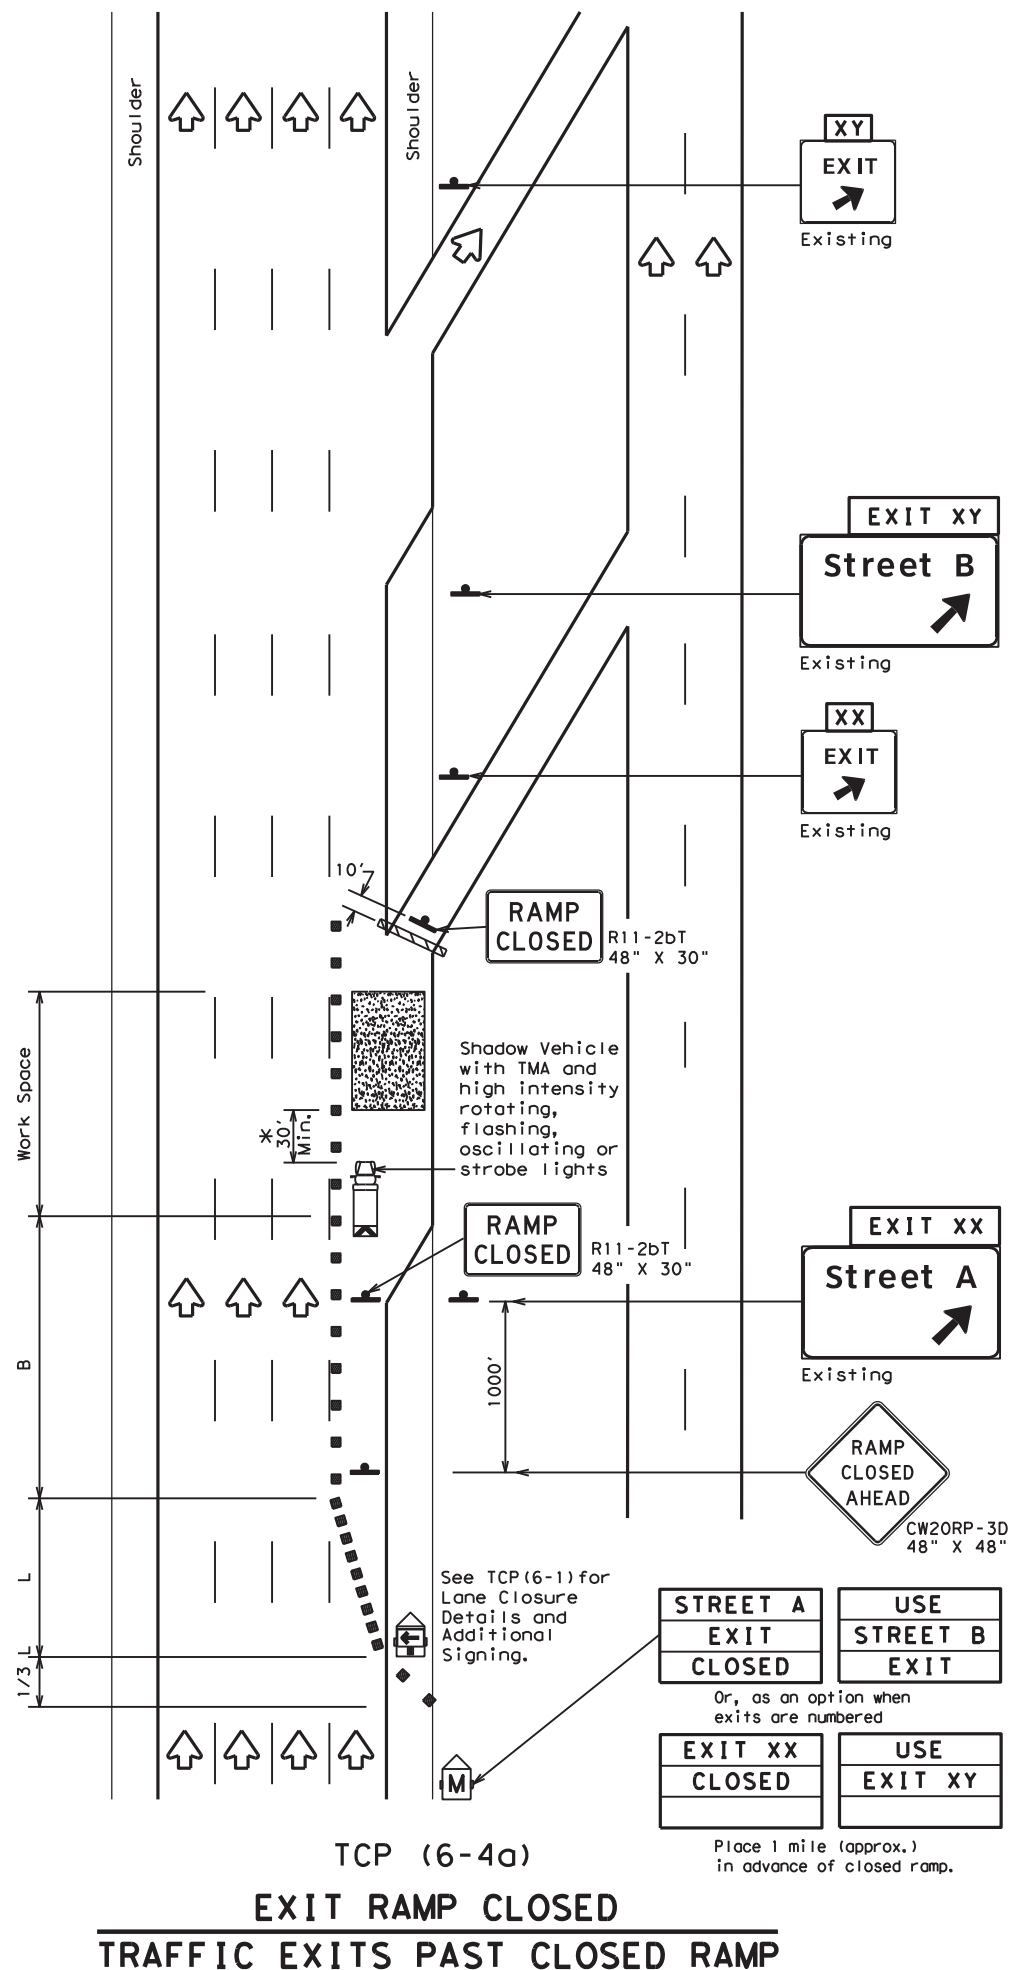 Shoulder
Shoulder
XY
EXIT
Existing
EXIT XY
Street B
Existing
XX
EXIT
Existing
10'
RAMP
CLOSED
R11-2bT
48" X 30"
Work Space
*
30'
Min.
Shadow Vehicle
with TMA and
high intensity
rotating,
flashing,
oscillating or
strobe lights
RAMP
CLOSED
R11-2bT
48" X 30"
EXIT XX
Street A
Existing
B
1000'
RAMP
CLOSED
AHEAD
CW20RP-3D
48" X 48"
L
1/3 L
See TCP(6-1)for
Lane Closure
Details and
Additional
Signing.
STREET A
EXIT
CLOSED
USE
STREET B
EXIT
Or, as an option when
exits are numbered
EXIT XX
CLOSED
USE
EXIT XY
M
Place 1 mile (approx.)
in advance of closed ramp.
TCP (6-4a)
EXIT RAMP CLOSED
TRAFFIC EXITS PAST CLOSED RAMP